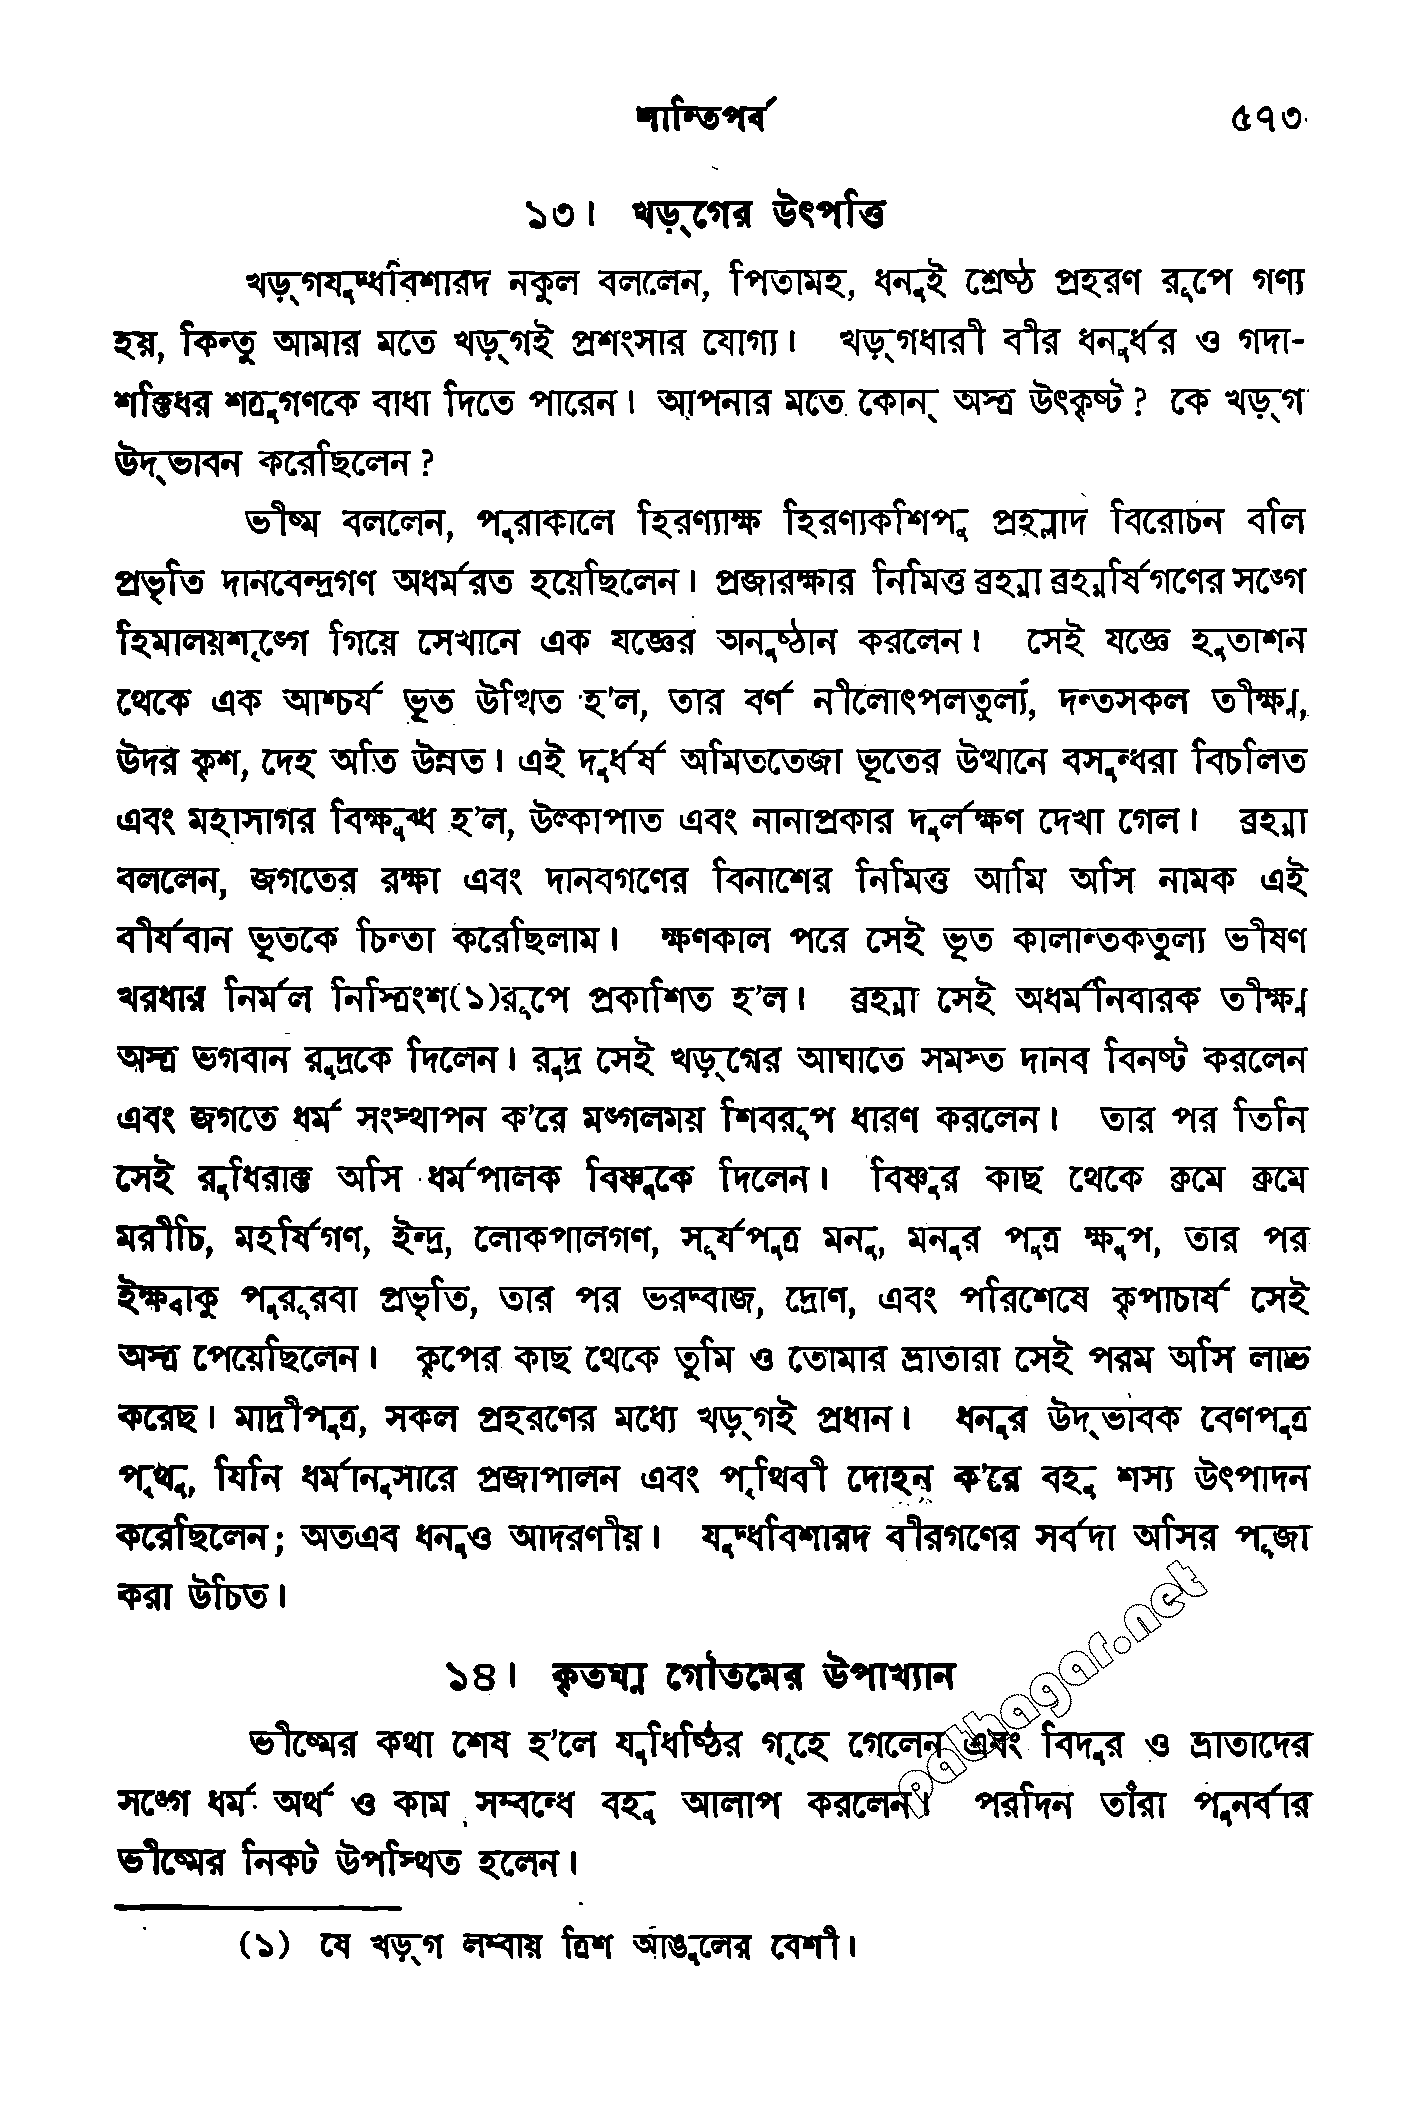 শান্তিপর্ব ৫৭৩
১৩। খড়্‌গের উৎপত্তি
খড়্‌গযুদ্ধবিশারদ নকুল বললেন, পিতামহ, ধনুই শ্রেষ্ঠ প্রহরণ রূপে গণ্য
হয়, কিন্তু আমার মতে খড়্‌গই প্রশংসার যোগ্য। খড়্‌গধারী বীর ধনুর্ধর ও গদা-
শক্তিধর শত্রুগণকে বাধা দিতে পারেন। আপনার মতে কোন্ অস্ত্র উৎকৃষ্ট? কে খড়্‌গ
উদ্‌ভাবন করেছিলেন?
ভীষ্ম বললেন, পুরাকালে হিরণ্যাক্ষ হিরণ্যকশিপু প্রহ্লাদ বিরোচন বলি
প্রভৃতি দানবেন্দ্রগণ অধর্মরত হয়েছিলেন। প্রজারক্ষার নিমিত্ত ব্রহ্মা ব্রহ্মর্ষিগণের সঙ্গে
হিমালয়শৃঙ্গে গিয়ে সেখানে এক যজ্ঞের অনুষ্ঠান করলেন। সেই যজ্ঞে হুতাশন
থেকে এক আশ্চর্য ভূত উত্থিত হ'ল, তার বর্ণ নীলোৎপলতুল্য, দন্তসকল তীক্ষ্ণ,
উদর কৃশ, দেহ অতি উন্নত। এই দুর্ধর্ষ অমিততেজা ভূতের উত্থানে বসুন্ধরা বিচলিত
এবং মহাসাগর বিক্ষুব্ধ হ'ল, উল্কাপাত এবং নানাপ্রকার দুর্লক্ষণ দেখা গেল। ব্রহ্মা
বললেন, জগতের রক্ষা এবং দানবগণের বিনাশের নিমিত্ত আমি অসি নামক এই
বীর্যবান ভূতকে চিন্তা করেছিলাম। ক্ষণকাল পরে সেই ভূত কালান্তকতুল্য ভীষণ
খরধার নির্মল নিস্ত্রিংশ(১)রূপে প্রকাশিত হ'ল। ব্রহ্মা সেই অধর্মনিবারক তীক্ষ্ণ
অস্ত্র ভগবান রুদ্রকে দিলেন। রুদ্র সেই খড়্‌গের আঘাতে সমস্ত দানব বিনষ্ট করলেন
এবং জগতে ধর্ম সংস্থাপন ক'রে মঙ্গলময় শিবরূপ ধারণ করলেন। তার পর তিনি
সেই রুধিরাক্ত অসি ধর্মপালক বিষ্ণুকে দিলেন। বিষ্ণুর কাছ থেকে ক্রমে ক্রমে
মরীচি, মহর্ষিগণ, ইন্দ্র, লোকপালগণ, সূর্যপুত্র মনু, মনুর পুত্র ক্ষুপ, তার পর
ইক্ষ্বাকু পুরূরবা প্রভৃতি, তার পর ভরদ্বাজ, দ্রোণ, এবং পরিশেষে কৃপাচার্য সেই
অস্ত্র পেয়েছিলেন। কৃপের কাছ থেকে তুমি ও তোমার ভ্রাতারা সেই পরম অসি লাভ
করেছ। মাদ্রীপুত্র, সকল প্রহরণের মধ্যে খড়্‌গই প্রধান। ধনুর উদ্‌ভাবক বেণপুত্র
পৃথু, যিনি ধর্মানুসারে প্রজাপালন এবং পৃথিবী দোহন ক'রে বহু শস্য উৎপাদন
করেছিলেন; অতএব ধনুও আদরণীয়। যুদ্ধবিশারদ বীরগণের সর্বদা অসির পূজা
করা উচিত।
১৪। কৃতঘ্ন গৌতমের উপাখ্যান
ভীষ্মের কথা শেষ হ'লে যুধিষ্ঠির গৃহে গেলেন এবং বিদুর ও ভ্রাতাদের
সঙ্গে ধর্ম অর্থ ও কাম সম্বন্ধে বহু আলাপ করলেন। পরদিন তাঁরা পুনর্বার
ভীষ্মের নিকট উপস্থিত হলেন।
(১) যে খড়্‌গ লম্বায় ত্রিশ আঙুলের বেশী।
pathagar.net